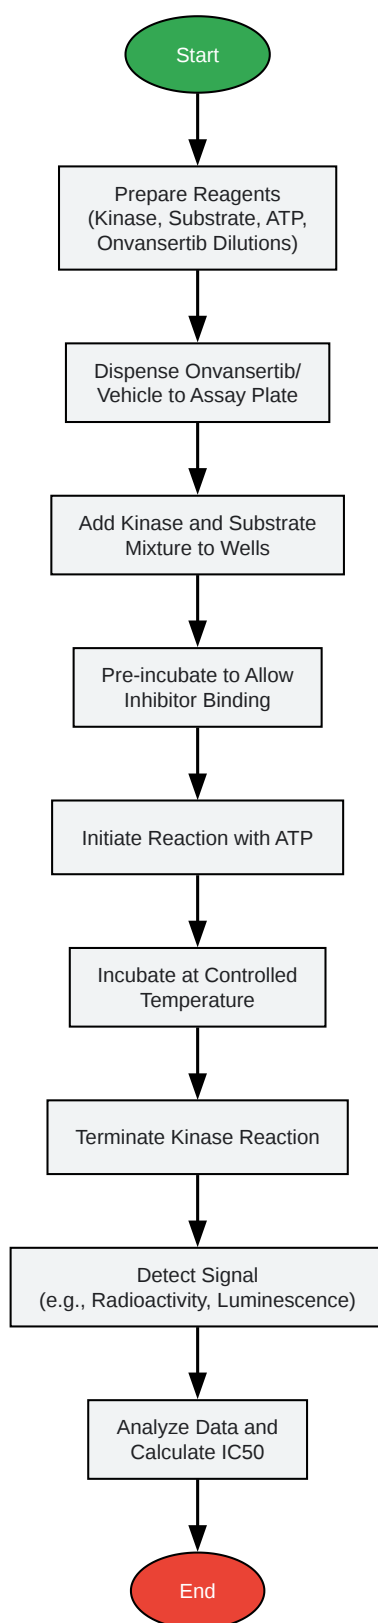 Start
Prepare Reagents
(Kinase, Substrate, ATP,
Onvansertib Dilutions)
Dispense Onvansertib/
Vehicle to Assay Plate
Add Kinase and Substrate
Mixture to Wells
Pre-incubate to Allow
Inhibitor Binding
Initiate Reaction with ATP
Incubate at Controlled
Temperature
Terminate Kinase Reaction
Detect Signal
(e.g., Radioactivity, Luminescence)
Analyze Data and
Calculate IC50
End